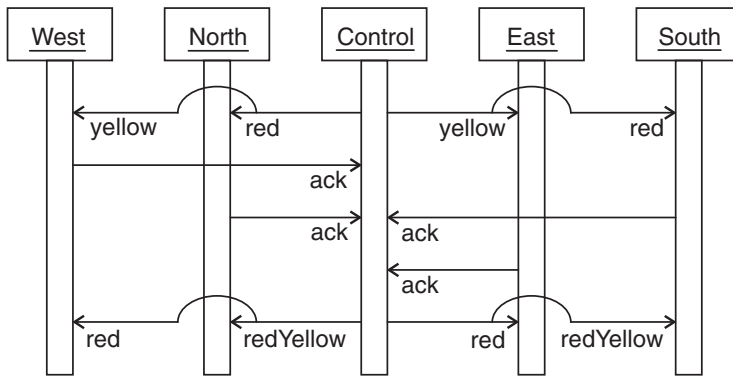 West North Control East South
yellow red yellow red
ack
ack ack
ack
red redYellow red redYellow